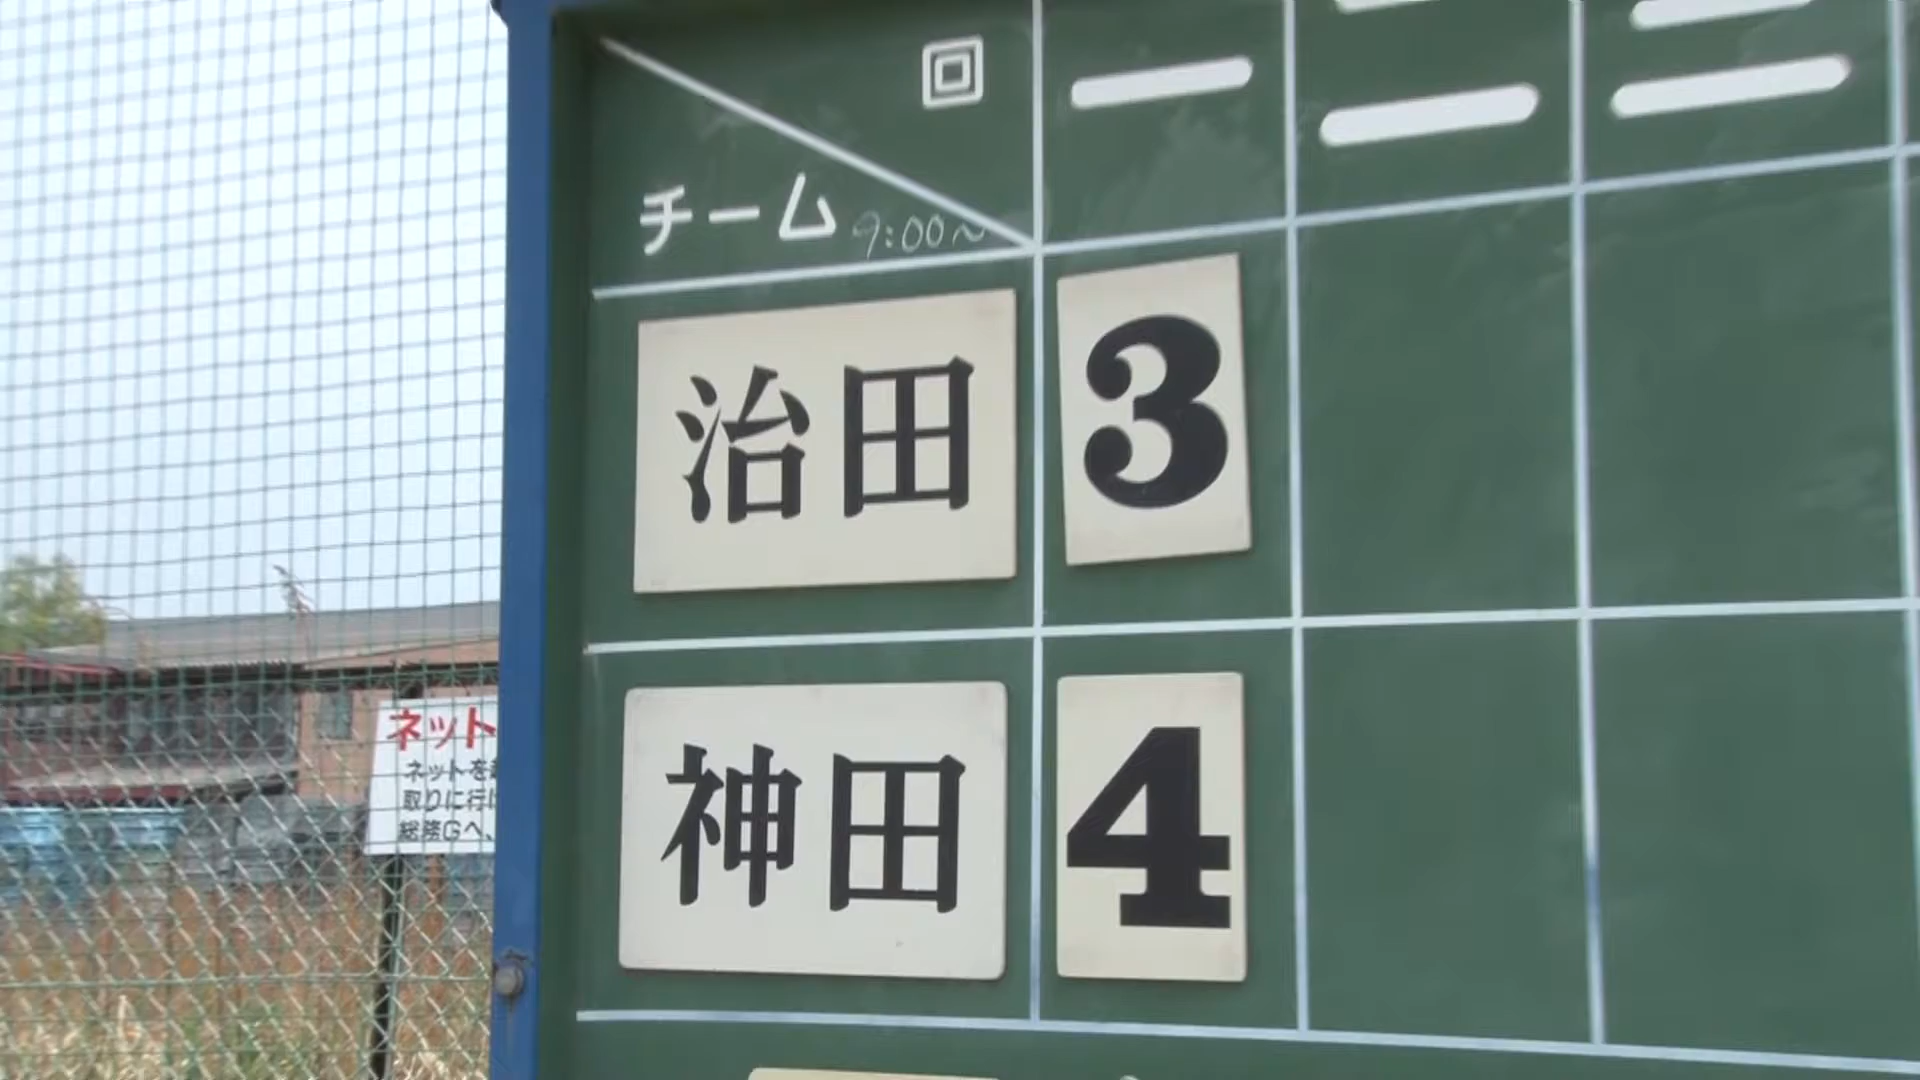 回 一 二 三
チーム 9:00~
治田 3
神田 4
ネット
ネットを
取りに行
総務Gへ、